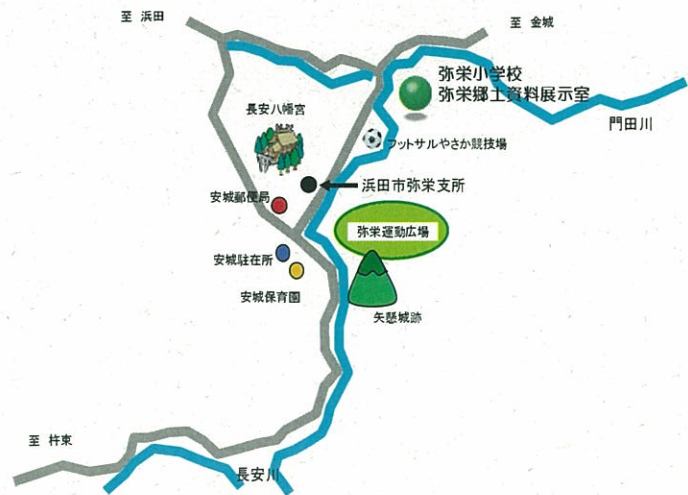 至 浜田
至 金城
弥栄小学校
弥栄郷土資料展示室
長安八幡宮
門田川
フットサルやさか競技場
浜田市弥栄支所
安城郵便局
弥栄運動広場
安城駐在所
安城保育園
矢懸城跡
至 杵束
長安川